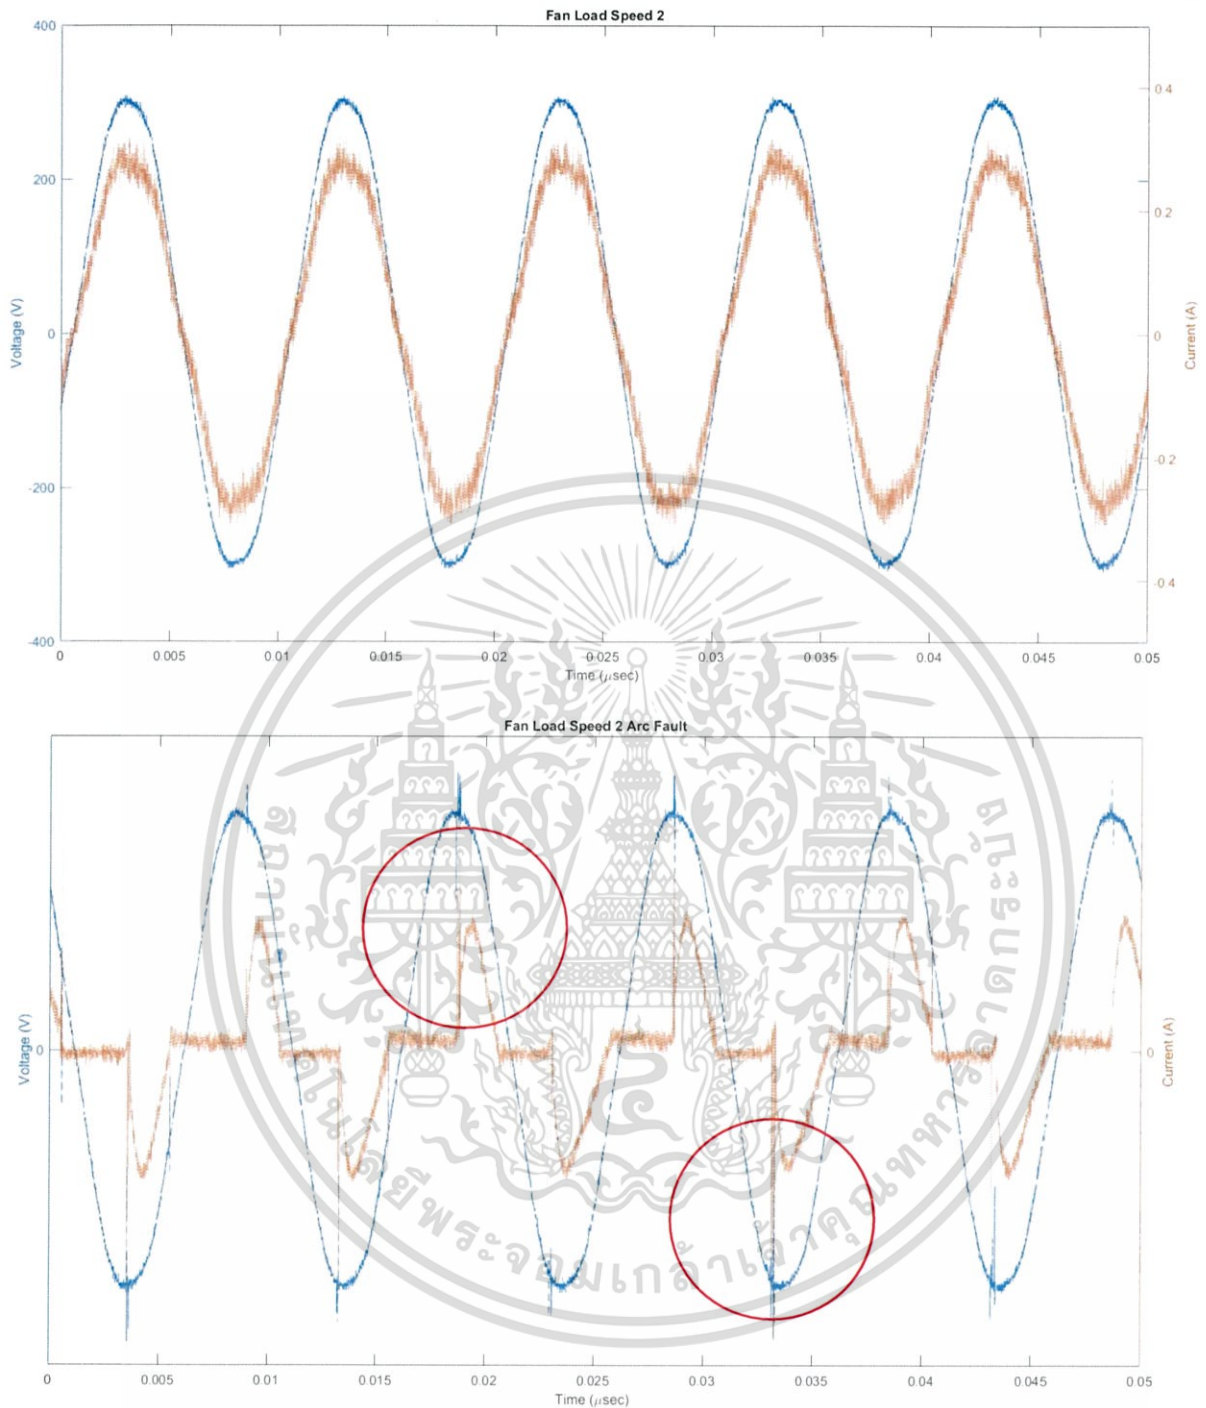 Fan Load Speed 2
400
200
0
-200
-400
Voltage (V)
0.4
0.2
0
-0.2
-0.4
Current (A)
0 0.005 0.01 0.015 0.02 0.025 0.03 0.035 0.04 0.045 0.05
Time (μsec)
Fan Load Speed 2 Arc Fault
Voltage (V)
0
0
Current (A)
0 0.005 0.01 0.015 0.02 0.025 0.03 0.035 0.04 0.045 0.05
Time (μsec)